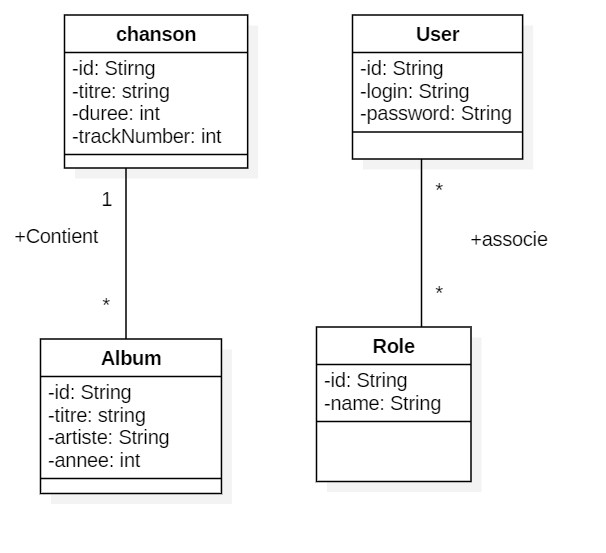 chanson
-id: Stirng
-titre: string
-duree: int
-trackNumber: int
1
+Contient
*
Album
-id: String
-titre: string
-artiste: String
-annee: int
User
-id: String
-login: String
-password: String
*
+associe
*
Role
-id: String
-name: String